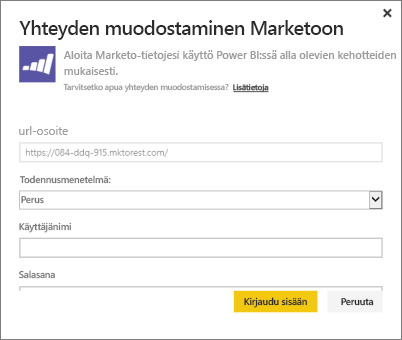 Yhteyden muodostaminen Marketoon
Aloita Marketo-tietojesi käyttö Power BI:ssä alla olevien kehotteiden
mukaisesti.
Tarvitsetko apua yhteyden muodostamisessa? Lisätietoja
url-osoite
https://084-ddq-915.mktorest.com/
Todennusmenetelmä:
Perus
Käyttäjänimi
Salasana
Kirjaudu sisään
Peruuta